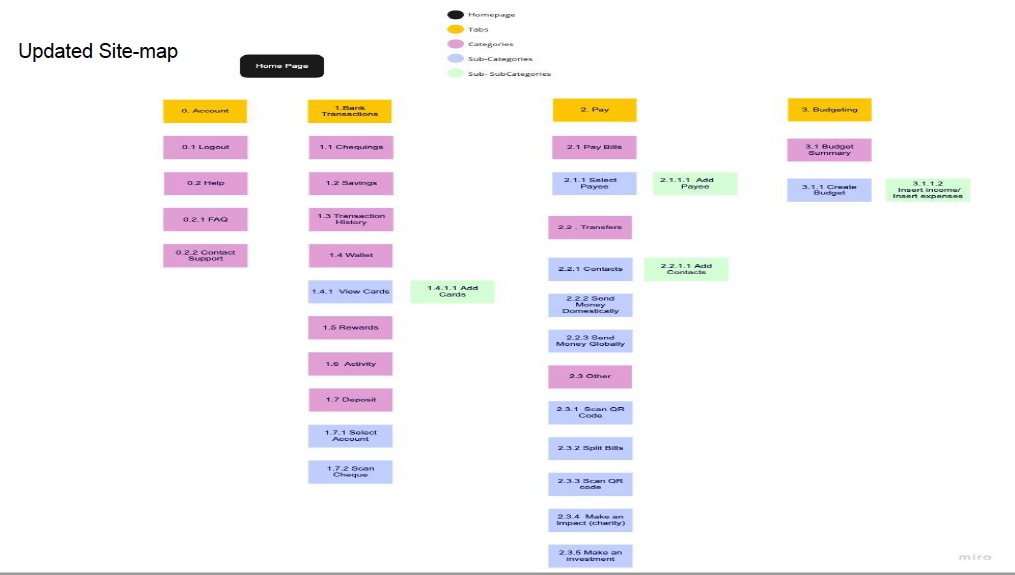 Homepage
Tabs
Categories
Sub-Categories
Sub- SubCategories
Updated Site-map
Home Page
0. Account
0.1 Logout
0.2 Help
0.2.1 FAQ
0.2.2 Contact
Support
1.Bank
Transactions
1.1 Chequings
1.2 Savings
1.3 Transaction
History
1.4 Wallet
1.4.1 View Cards
1.4.1.1 Add
Cards
1.5 Rewards
1.6 Activity
1.7 Deposit
1.7.1 Select
Account
1.7.2 Scan
Cheque
2. Pay
2.1 Pay Bills
2.1.1 Select
Payee
2.1.1.1 Add
Payee
2.2 . Transfers
2.2.1 Contacts
2.2.1.1 Add
Contacts
2.2.2 Send
Money
Domestically
2.2.3 Send
Money Globally
2.3 Other
2.3.1 Scan QR
Code
2.3.2 Split Bills
2.3.3 Scan QR
code
2.3.4 Make an
Impact (charity)
2.3.5 Make an
investment
3. Budgeting
3.1 Budget
Summary
3.1.1 Create
Budget
3.1.1.2
Insert income/
Insert expenses
miro